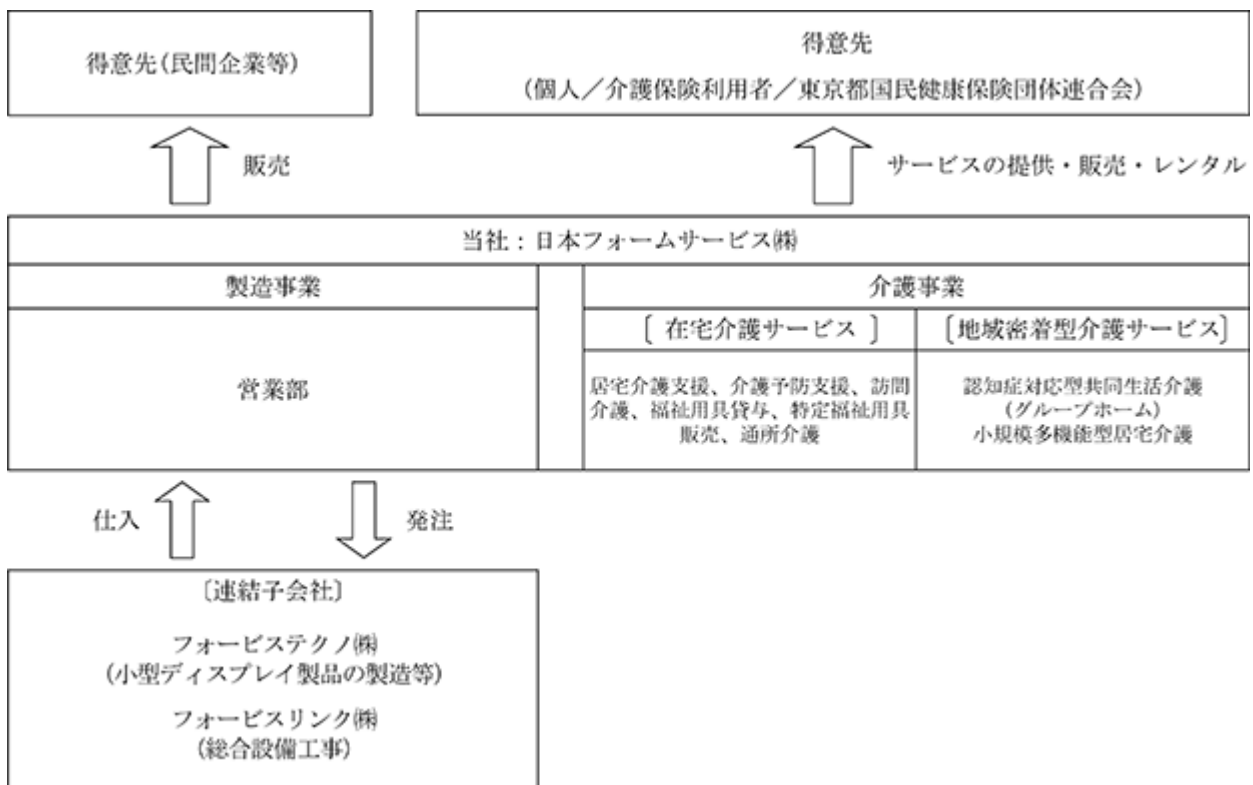 得意先(民間企業等)
得意先
(個人／介護保険利用者／東京都国民健康保険団体連合会)
販売
サービスの提供・販売・レンタル
当社：日本フォームサービス㈱
製造事業
介護事業
〔 在宅介護サービス 〕
〔地域密着型介護サービス〕
営業部
居宅介護支援、介護予防支援、訪問
介護、福祉用具貸与、特定福祉用具
販売、通所介護
認知症対応型共同生活介護
(グループホーム)
小規模多機能型居宅介護
仕入
発注
〔連結子会社〕
フォービステクノ㈱
(小型ディスプレイ製品の製造等)
フォービスリンク㈱
(総合設備工事)